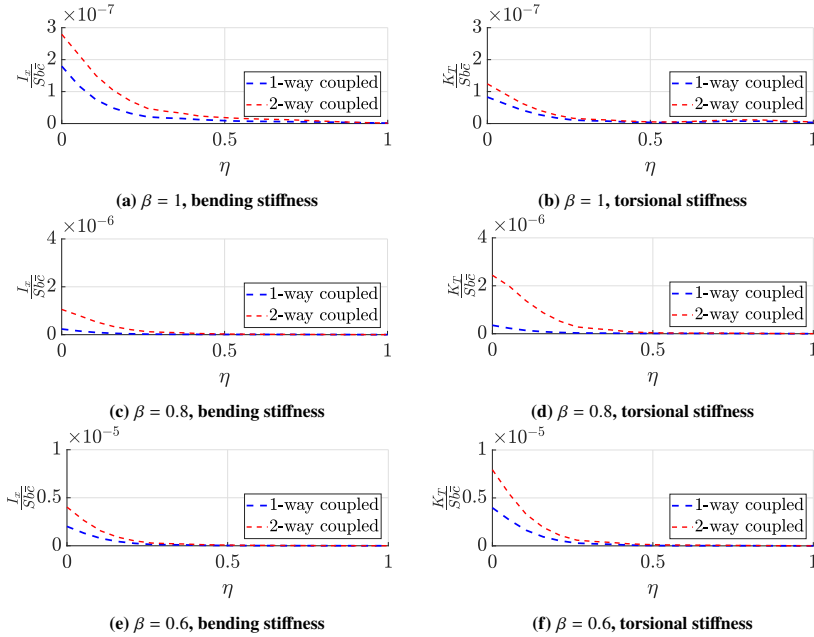 ×10⁻⁷
3
2
1
0
I_x / Sbc̄
0 0.5 1
η
1-way coupled
2-way coupled
(a) β = 1, bending stiffness
×10⁻⁷
3
2
1
0
K_T / Sbc̄
0 0.5 1
η
1-way coupled
2-way coupled
(b) β = 1, torsional stiffness
×10⁻⁶
4
2
0
I_x / Sbc̄
0 0.5 1
η
1-way coupled
2-way coupled
(c) β = 0.8, bending stiffness
×10⁻⁶
4
2
0
K_T / Sbc̄
0 0.5 1
η
1-way coupled
2-way coupled
(d) β = 0.8, torsional stiffness
×10⁻⁵
1
0.5
0
I_x / Sbc̄
0 0.5 1
η
1-way coupled
2-way coupled
(e) β = 0.6, bending stiffness
×10⁻⁵
1
0.5
0
K_T / Sbc̄
0 0.5 1
η
1-way coupled
2-way coupled
(f) β = 0.6, torsional stiffness